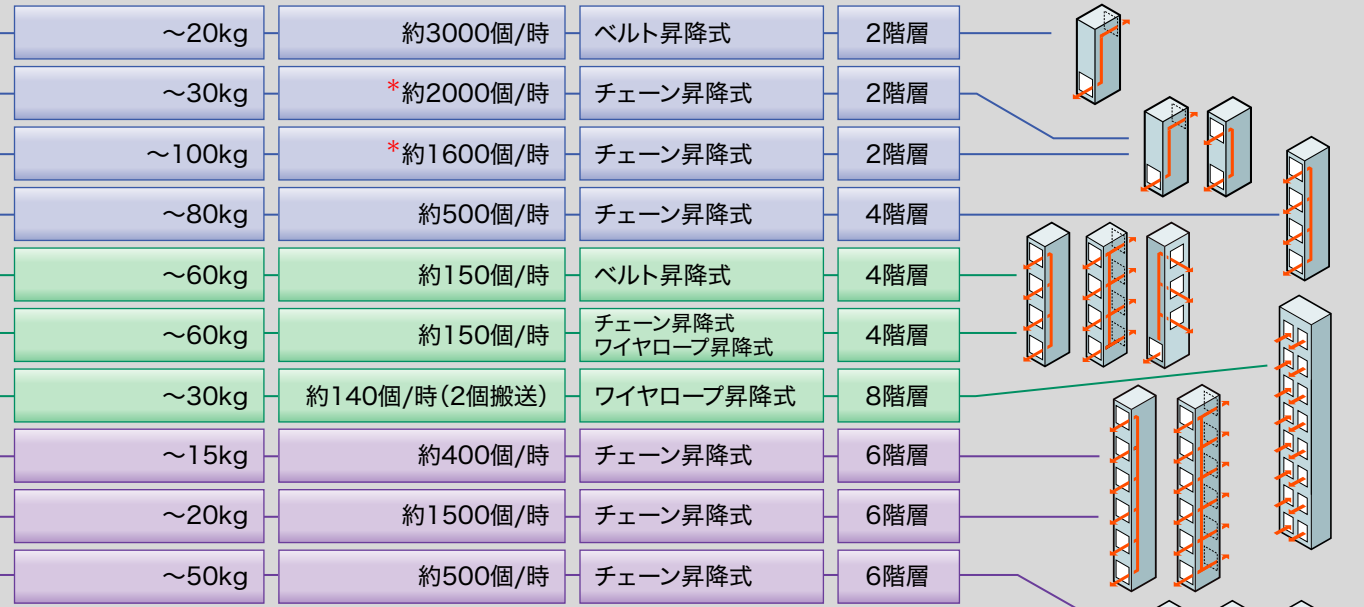 ～20kg 約3000個/時 ベルト昇降式 2階層
～30kg *約2000個/時 チェーン昇降式 2階層
～100kg *約1600個/時 チェーン昇降式 2階層
～80kg 約500個/時 チェーン昇降式 4階層
～60kg 約150個/時 ベルト昇降式 4階層
～60kg 約150個/時 チェーン昇降式
ワイヤロープ昇降式 4階層
～30kg 約140個/時(2個搬送) ワイヤロープ昇降式 8階層
～15kg 約400個/時 チェーン昇降式 6階層
～20kg 約1500個/時 チェーン昇降式 6階層
～50kg 約500個/時 チェーン昇降式 6階層